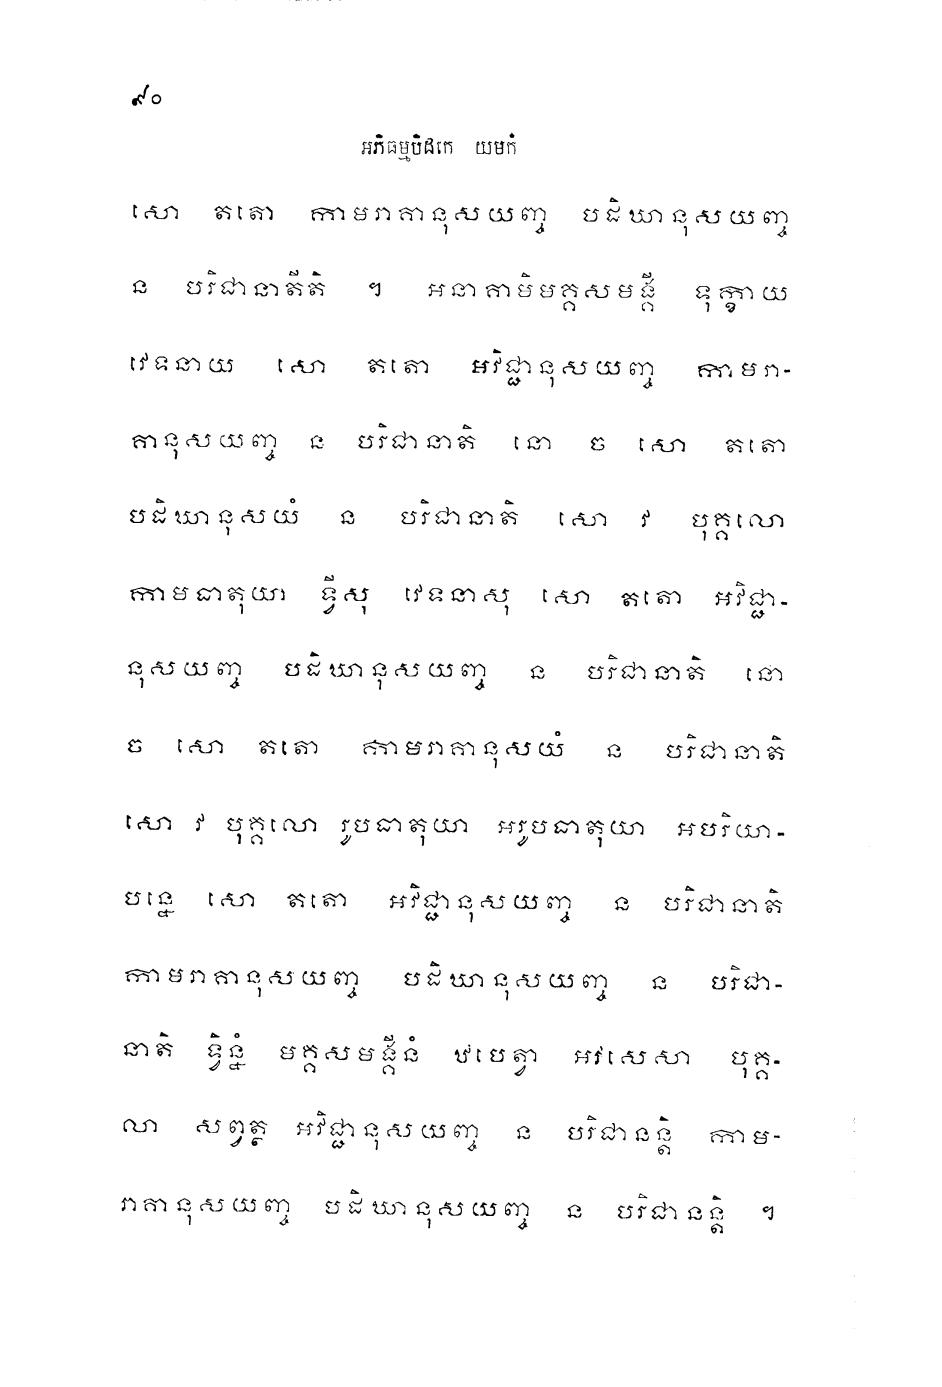 ៩០
អភិធម្មបិដកេ យមកំ
សោ តតោ កាមរាគានុសយញ្ច បដិឃានុសយញ្ច
ន បរិជានាតីតិ ។ អនាគាមិមគ្គសមង្គី ទុក្ខាយ
វេទនាយ សោ តតោ អវិជ្ជានុសយញ្ច កាមរា-
គានុសយញ្ច ន បរិជានាតិ នោ ច សោ តតោ
បដិឃានុសយំ ន បរិជានាតិ សោ វ បុគ្គលោ
កាមធាតុយា ទ្វីសុ វេទនាសុ សោ តតោ អវិជ្ជា-
នុសយញ្ច បដិឃានុសយញ្ច ន បរិជានាតិ នោ
ច សោ តតោ កាមរាគានុសយំ ន បរិជានាតិ
សោ វ បុគ្គលោ រូបធាតុយា អរូបធាតុយា អបរិយា-
បន្នេ សោ តតោ អវិជ្ជានុសយញ្ច ន បរិជានាតិ
កាមរាគានុសយញ្ច បដិឃានុសយញ្ច ន បរិជា-
នាតិ ទ្វិន្នំ មគ្គសមង្គីនំ ឋបេត្វា អវសេសា បុគ្គ-
លា សព្វត្ថ អវិជ្ជានុសយញ្ច ន បរិជានន្តិ កាម-
រាគានុសយញ្ច បដិឃានុសយញ្ច ន បរិជានន្តិ ។